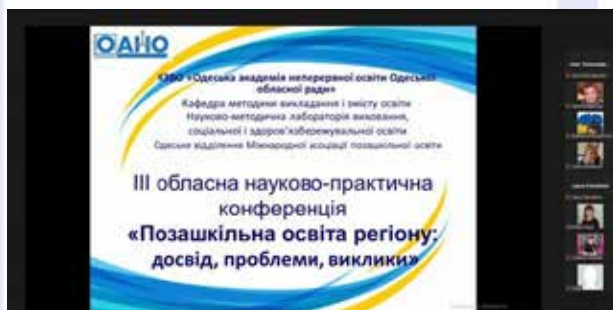 ОАНО
КЗВО «Одеська академія неперервної освіти Одеської
обласної ради»
Кафедра методики викладання і змісту освіти
Науково-методична лабораторія виховання,
соціальної і здоров'язбережувальної освіти
Одеське відділення Міжнародної асоціації позашкільної освіти
ІІІ обласна науково-практична
конференція
«Позашкільна освіта регіону:
досвід, проблеми, виклики»